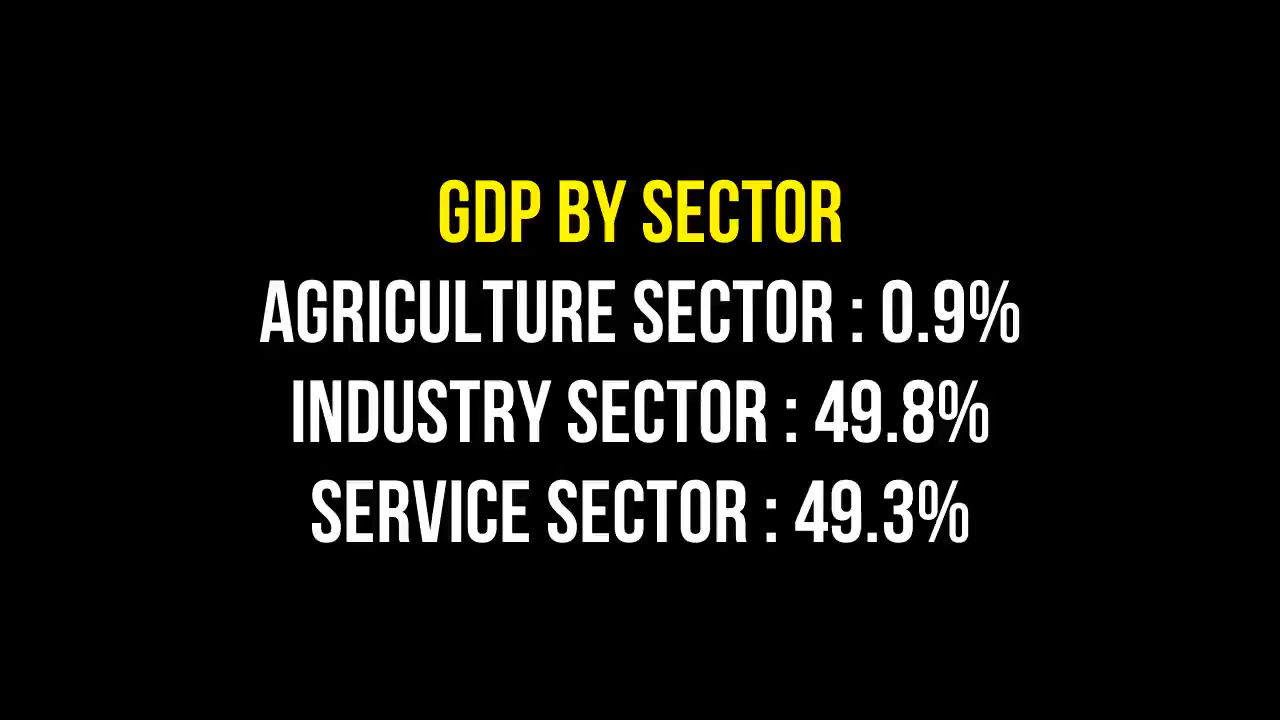 GDP BY SECTOR
AGRICULTURE SECTOR : 0.9%
INDUSTRY SECTOR : 49.8%
SERVICE SECTOR : 49.3%